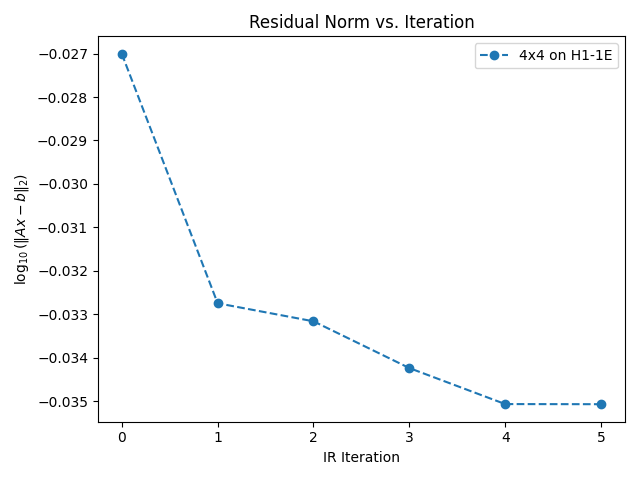 Residual Norm vs. Iteration
4x4 on H1-1E
−0.027
−0.028
−0.029
−0.030
−0.031
−0.032
−0.033
−0.034
−0.035
log₁₀(‖Ax − b‖₂)
0 1 2 3 4 5
IR Iteration